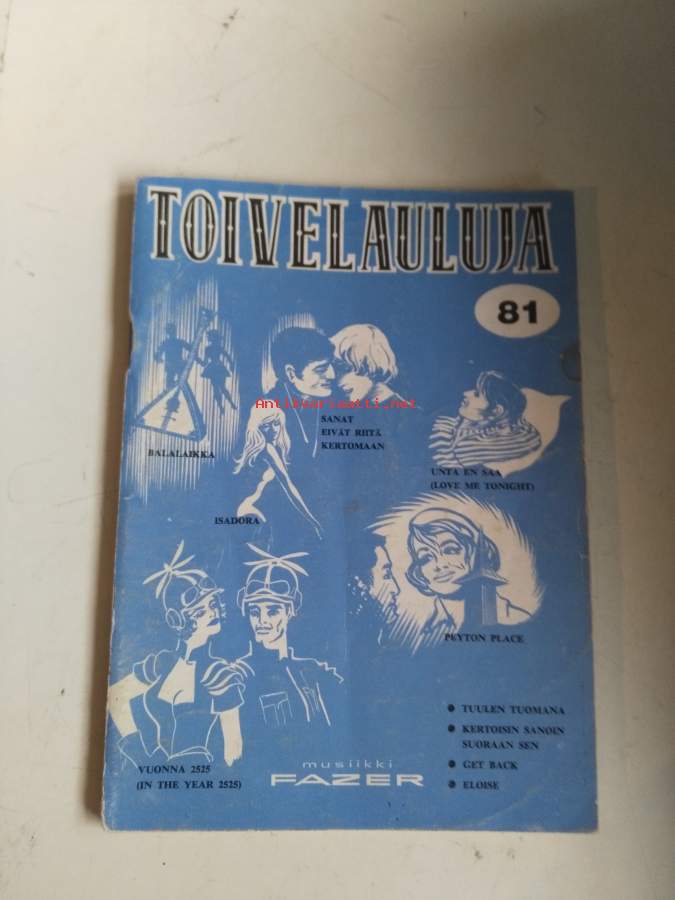 TOIVELAULUJA
81
Antikvariaatti.net
BALALAIKKA
SANAT
EIVÄT RIITÄ
KERTOMAAN
UNTA EN SAA
(LOVE ME TONIGHT)
ISADORA
PEYTON PLACE
VUONNA 2525
(IN THE YEAR 2525)
musiikki
FAZER
● TUULEN TUOMANA
● KERTOISIN SANOIN
SUORAAN SEN
● GET BACK
● ELOISE